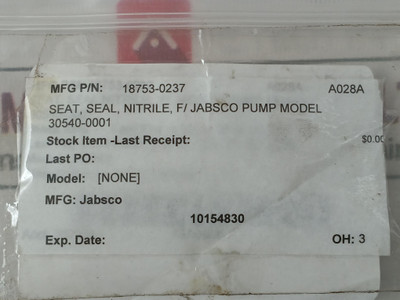 MFG P/N: 18753-0237 A028A
SEAT, SEAL, NITRILE, F/ JABSCO PUMP MODEL
30540-0001
Stock Item -Last Receipt: $0.00
Last PO:
Model: [NONE]
MFG: Jabsco
10154830
Exp. Date: OH: 3